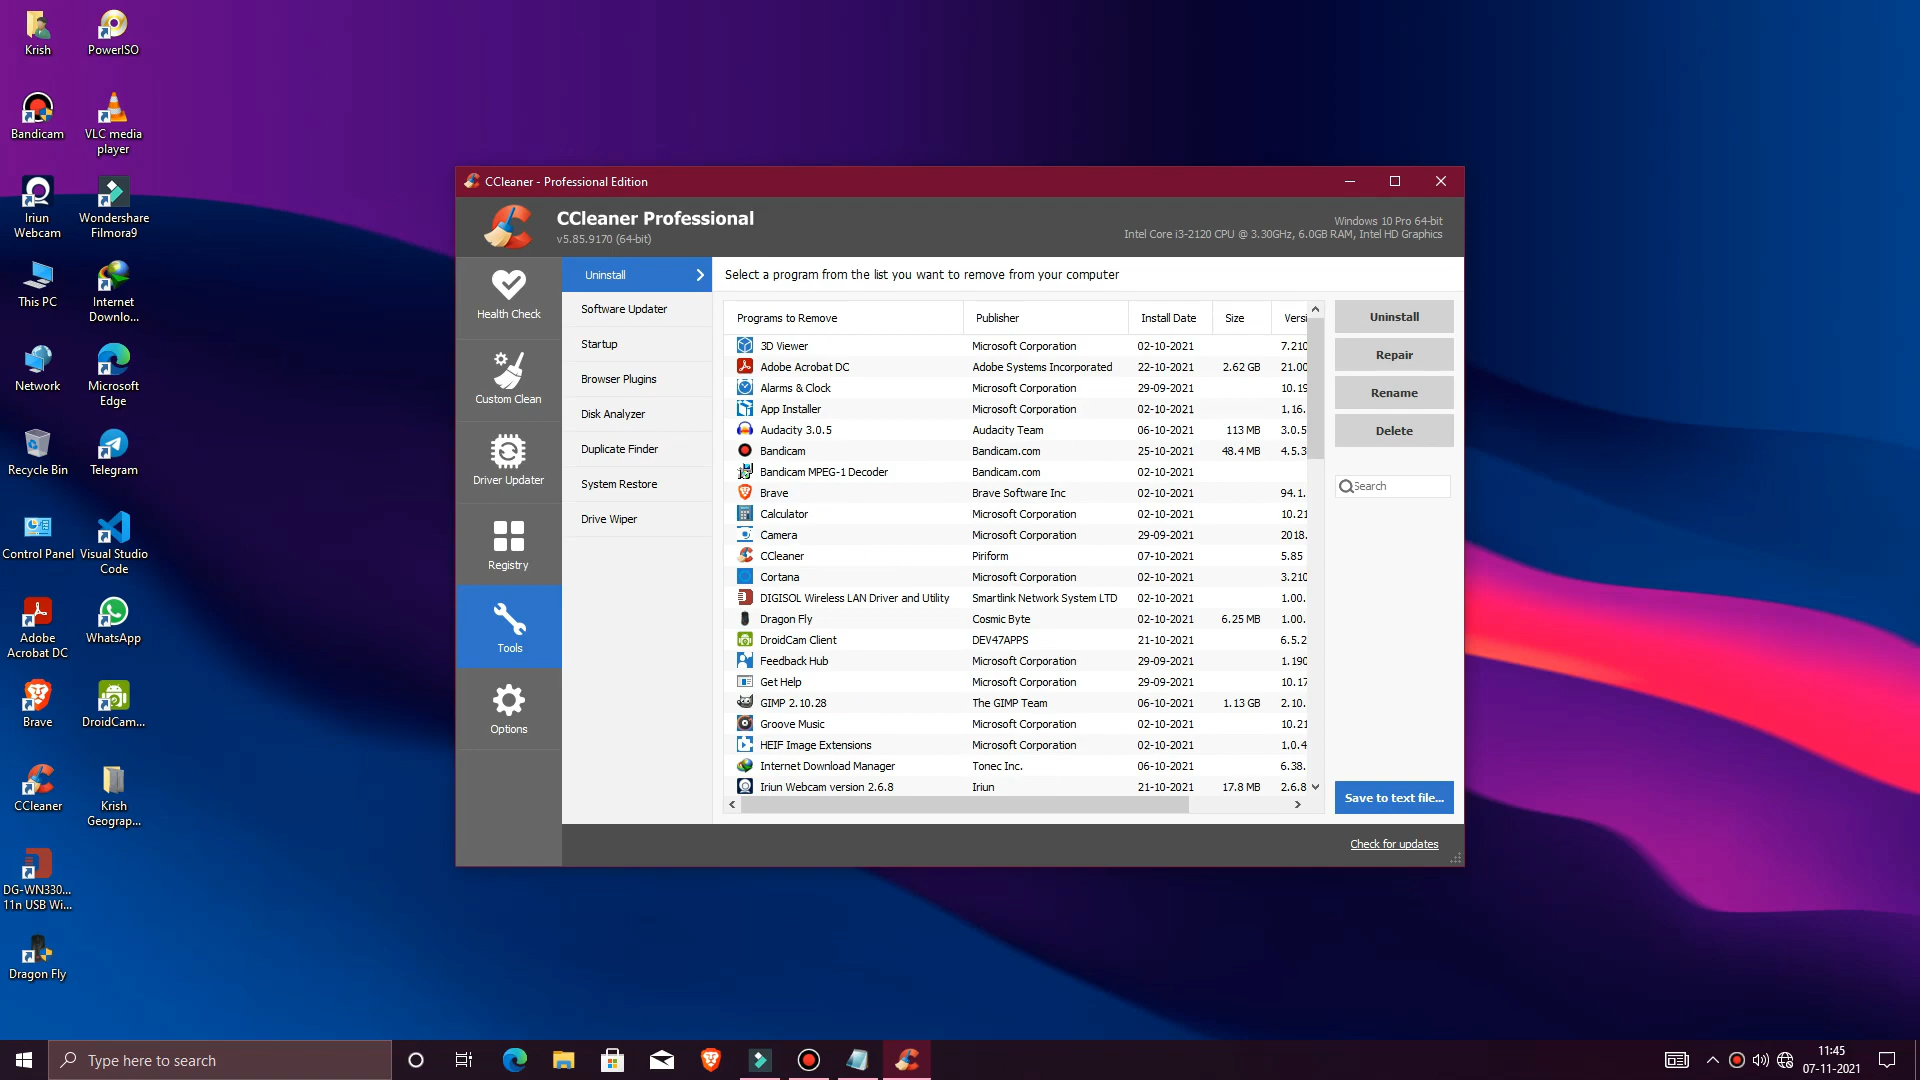 Krish
PowerISO
Bandicam
VLC media
player
Iriun
Webcam
Wondershare
Filmora9
This PC
Internet
Downlo...
Network
Microsoft
Edge
Recycle Bin
Telegram
Control Panel
Visual Studio
Code
Adobe
Acrobat DC
WhatsApp
Brave
DroidCam...
CCleaner
Krish
Geograp...
DG-WN330...
11n USB Wi...
Dragon Fly
CCleaner - Professional Edition
CCleaner Professional
v5.85.9170 (64-bit)
Windows 10 Pro 64-bit
Intel Core i3-2120 CPU @ 3.30GHz, 6.0GB RAM, Intel HD Graphics
Health Check
Custom Clean
Driver Updater
Registry
Tools
Options
Uninstall
Software Updater
Startup
Browser Plugins
Disk Analyzer
Duplicate Finder
System Restore
Drive Wiper
Select a program from the list you want to remove from your computer
Programs to Remove Publisher Install Date Size Versi
3D Viewer Microsoft Corporation 02-10-2021 7.210
Adobe Acrobat DC Adobe Systems Incorporated 22-10-2021 2.62 GB 21.00
Alarms & Clock Microsoft Corporation 29-09-2021 10.19
App Installer Microsoft Corporation 02-10-2021 1.16.
Audacity 3.0.5 Audacity Team 06-10-2021 113 MB 3.0.5
Bandicam Bandicam.com 25-10-2021 48.4 MB 4.5.3
Bandicam MPEG-1 Decoder Bandicam.com 02-10-2021
Brave Brave Software Inc 02-10-2021 94.1.
Calculator Microsoft Corporation 02-10-2021 10.21
Camera Microsoft Corporation 29-09-2021 2018.
CCleaner Piriform 07-10-2021 5.85
Cortana Microsoft Corporation 02-10-2021 3.210
DIGISOL Wireless LAN Driver and Utility Smartlink Network System LTD 02-10-2021 1.00.
Dragon Fly Cosmic Byte 02-10-2021 6.25 MB 1.00.
DroidCam Client DEV47APPS 21-10-2021 6.5.2
Feedback Hub Microsoft Corporation 29-09-2021 1.190
Get Help Microsoft Corporation 29-09-2021 10.17
GIMP 2.10.28 The GIMP Team 06-10-2021 1.13 GB 2.10.
Groove Music Microsoft Corporation 02-10-2021 10.21
HEIF Image Extensions Microsoft Corporation 02-10-2021 1.0.4
Internet Download Manager Tonec Inc. 06-10-2021 6.38.
Iriun Webcam version 2.6.8 Iriun 21-10-2021 17.8 MB 2.6.8
Uninstall
Repair
Rename
Delete
Search
Save to text file...
Check for updates
Type here to search
11:45
07-11-2021